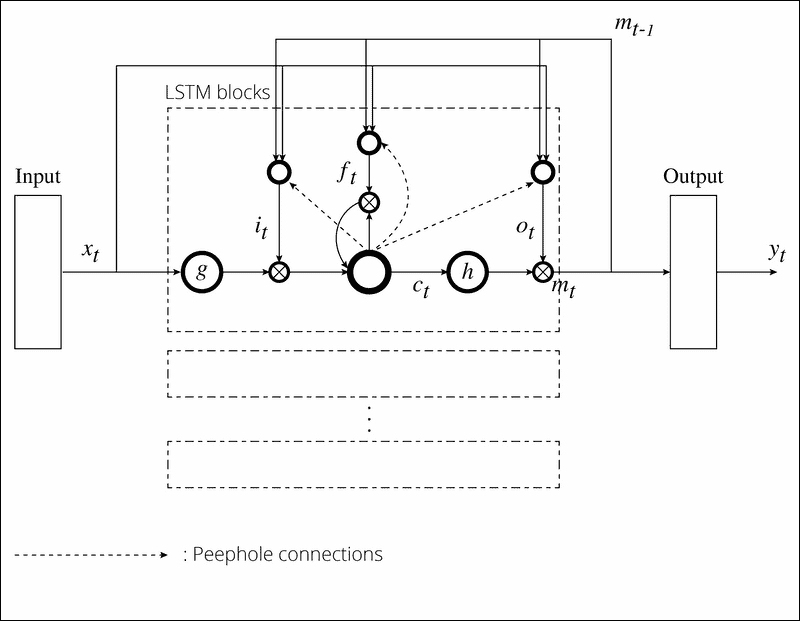 m_{t-1}
LSTM blocks
Input
Output
f_t
x_t
i_t
o_t
y_t
g
h
c_t
m_t
: Peephole connections